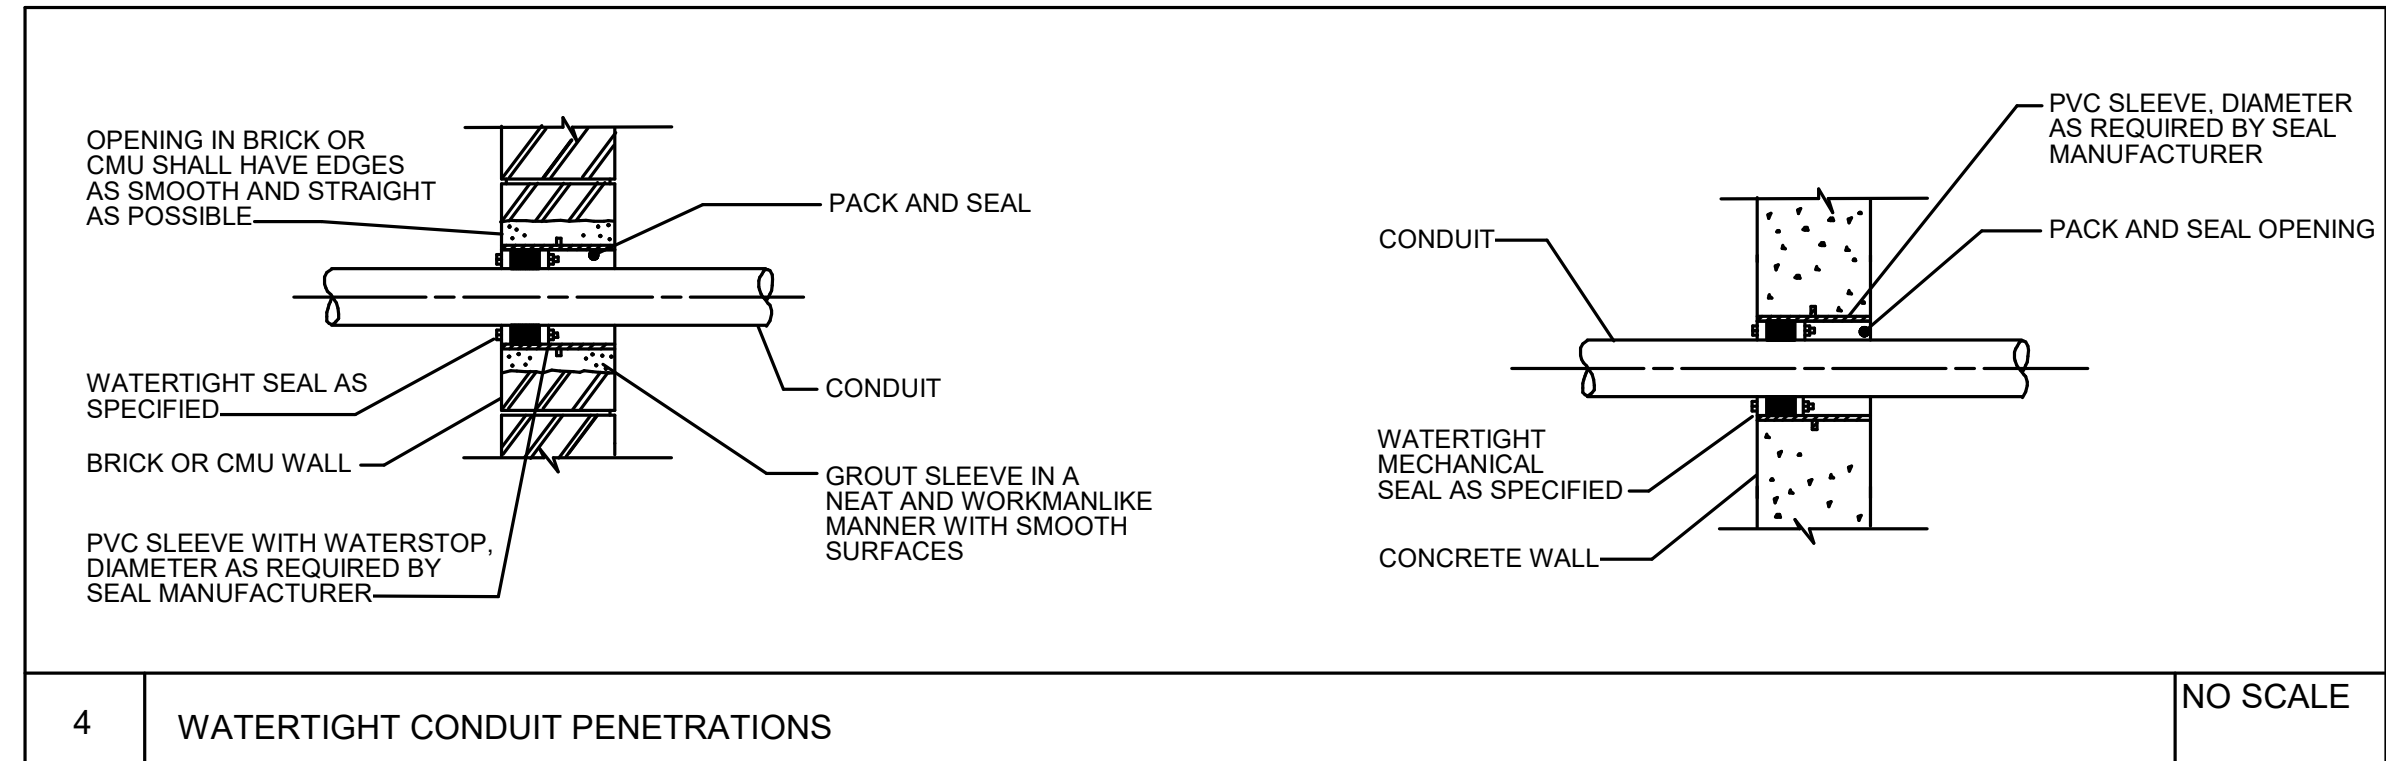 OPENING IN BRICK OR
CMU SHALL HAVE EDGES
AS SMOOTH AND STRAIGHT
AS POSSIBLE
PACK AND SEAL
WATERTIGHT SEAL AS
SPECIFIED
CONDUIT
BRICK OR CMU WALL
GROUT SLEEVE IN A
NEAT AND WORKMANLIKE
MANNER WITH SMOOTH
SURFACES
PVC SLEEVE WITH WATERSTOP,
DIAMETER AS REQUIRED BY
SEAL MANUFACTURER
PVC SLEEVE, DIAMETER
AS REQUIRED BY SEAL
MANUFACTURER
CONDUIT
PACK AND SEAL OPENING
WATERTIGHT
MECHANICAL
SEAL AS SPECIFIED
CONCRETE WALL
4
WATERTIGHT CONDUIT PENETRATIONS
NO SCALE